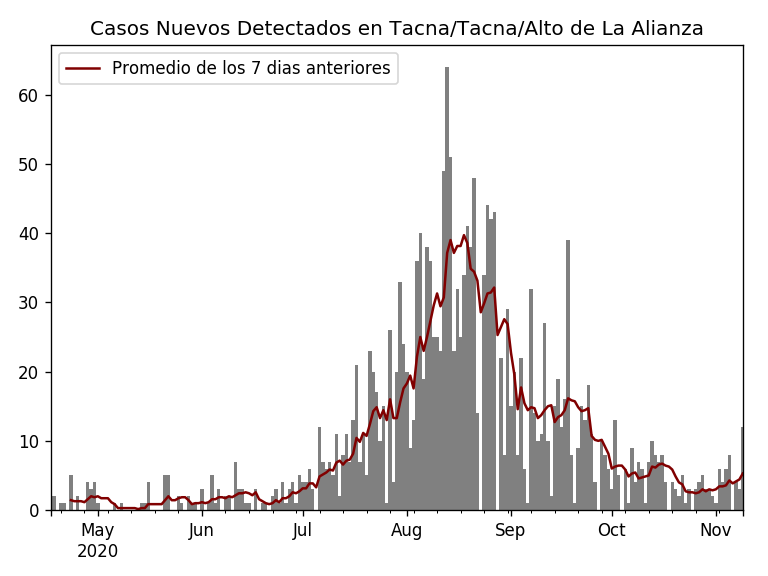 Casos Nuevos Detectados en Tacna/Tacna/Alto de La Alianza
Promedio de los 7 dias anteriores
60
50
40
30
20
10
0
May Jun Jul Aug Sep Oct Nov
2020